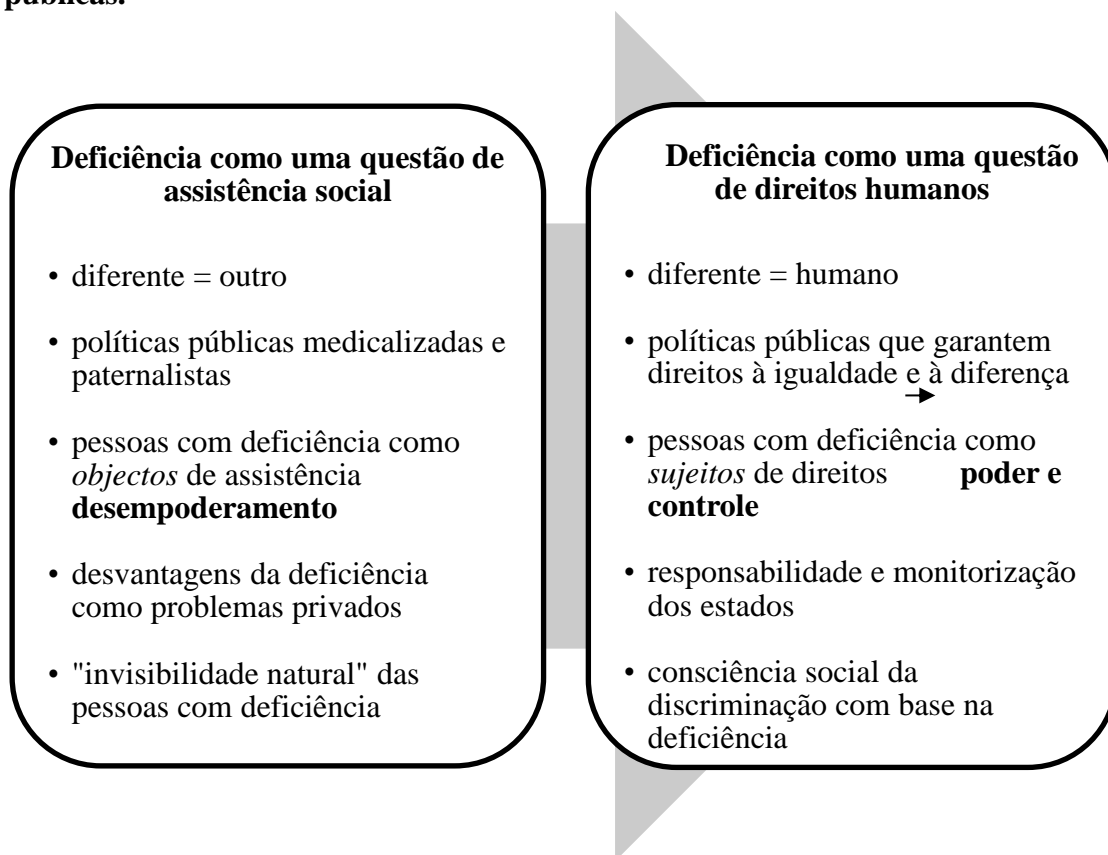 públicas.
Deficiência como uma questão de
assistência social
• diferente = outro
• políticas públicas medicalizadas e
paternalistas
• pessoas com deficiência como
objectos de assistência
desempoderamento
• desvantagens da deficiência
como problemas privados
• "invisibilidade natural" das
pessoas com deficiência
Deficiência como uma questão
de direitos humanos
• diferente = humano
• políticas públicas que garantem
direitos à igualdade e à diferença
• pessoas com deficiência como
sujeitos de direitos poder e
controle
• responsabilidade e monitorização
dos estados
• consciência social da
discriminação com base na
deficiência